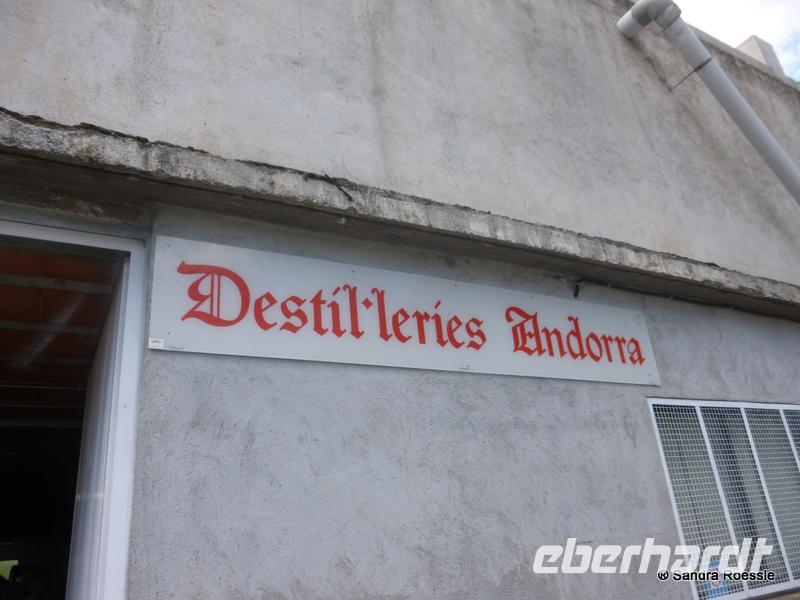 Destil·leries Andorra
eberhardt
® Sandra Roessle